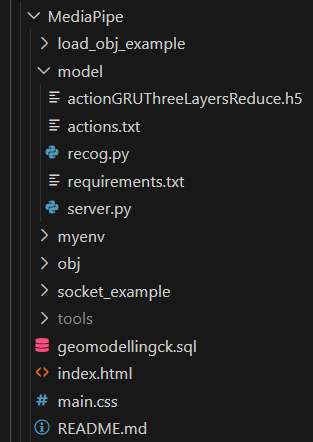 MediaPipe
load_obj_example
model
actionGRUThreeLayersReduce.h5
actions.txt
recog.py
requirements.txt
server.py
myenv
obj
socket_example
tools
geomodellingck.sql
index.html
main.css
README.md